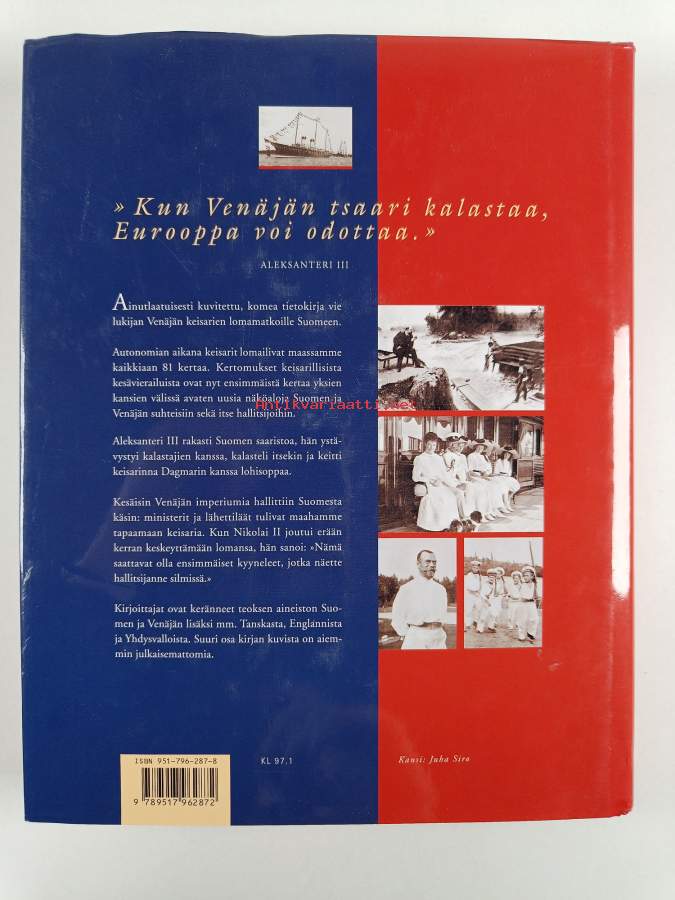 » Kun Venäjän tsaari kalastaa,
Eurooppa voi odottaa.»
ALEKSANTERI III
Ainutlaatuisesti kuvitettu, komea tietokirja vie
lukijan Venäjän keisarien lomamatkoille Suomeen.
Autonomian aikana keisarit lomailivat maassamme
kaikkiaan 81 kertaa. Kertomukset keisarillisista
kesävierailuista ovat nyt ensimmäistä kertaa yksien
kansien välissä avaten uusia näköaloja Suomen ja
Venäjän suhteisiin sekä itse hallitsijoihin.
Antikvariaatti.net
Aleksanteri III rakasti Suomen saaristoa, hän ystä-
vystyi kalastajien kanssa, kalasteli itsekin ja keitti
keisarinna Dagmarin kanssa lohisoppaa.
Kesäisin Venäjän imperiumia hallittiin Suomesta
käsin: ministerit ja lähettiläät tulivat maahamme
tapaamaan keisaria. Kun Nikolai II joutui erään
kerran keskeyttämään lomansa, hän sanoi: »Nämä
saattavat olla ensimmäiset kyyneleet, jotka näette
hallitsijanne silmissä.»
Kirjoittajat ovat keränneet teoksen aineiston Suo-
men ja Venäjän lisäksi mm. Tanskasta, Englannista
ja Yhdysvalloista. Suuri osa kirjan kuvista on aiem-
min julkaisemattomia.
ISBN 951-796-287-8
9 789517 962872
KL 97.1
Kansi: Juha Siro